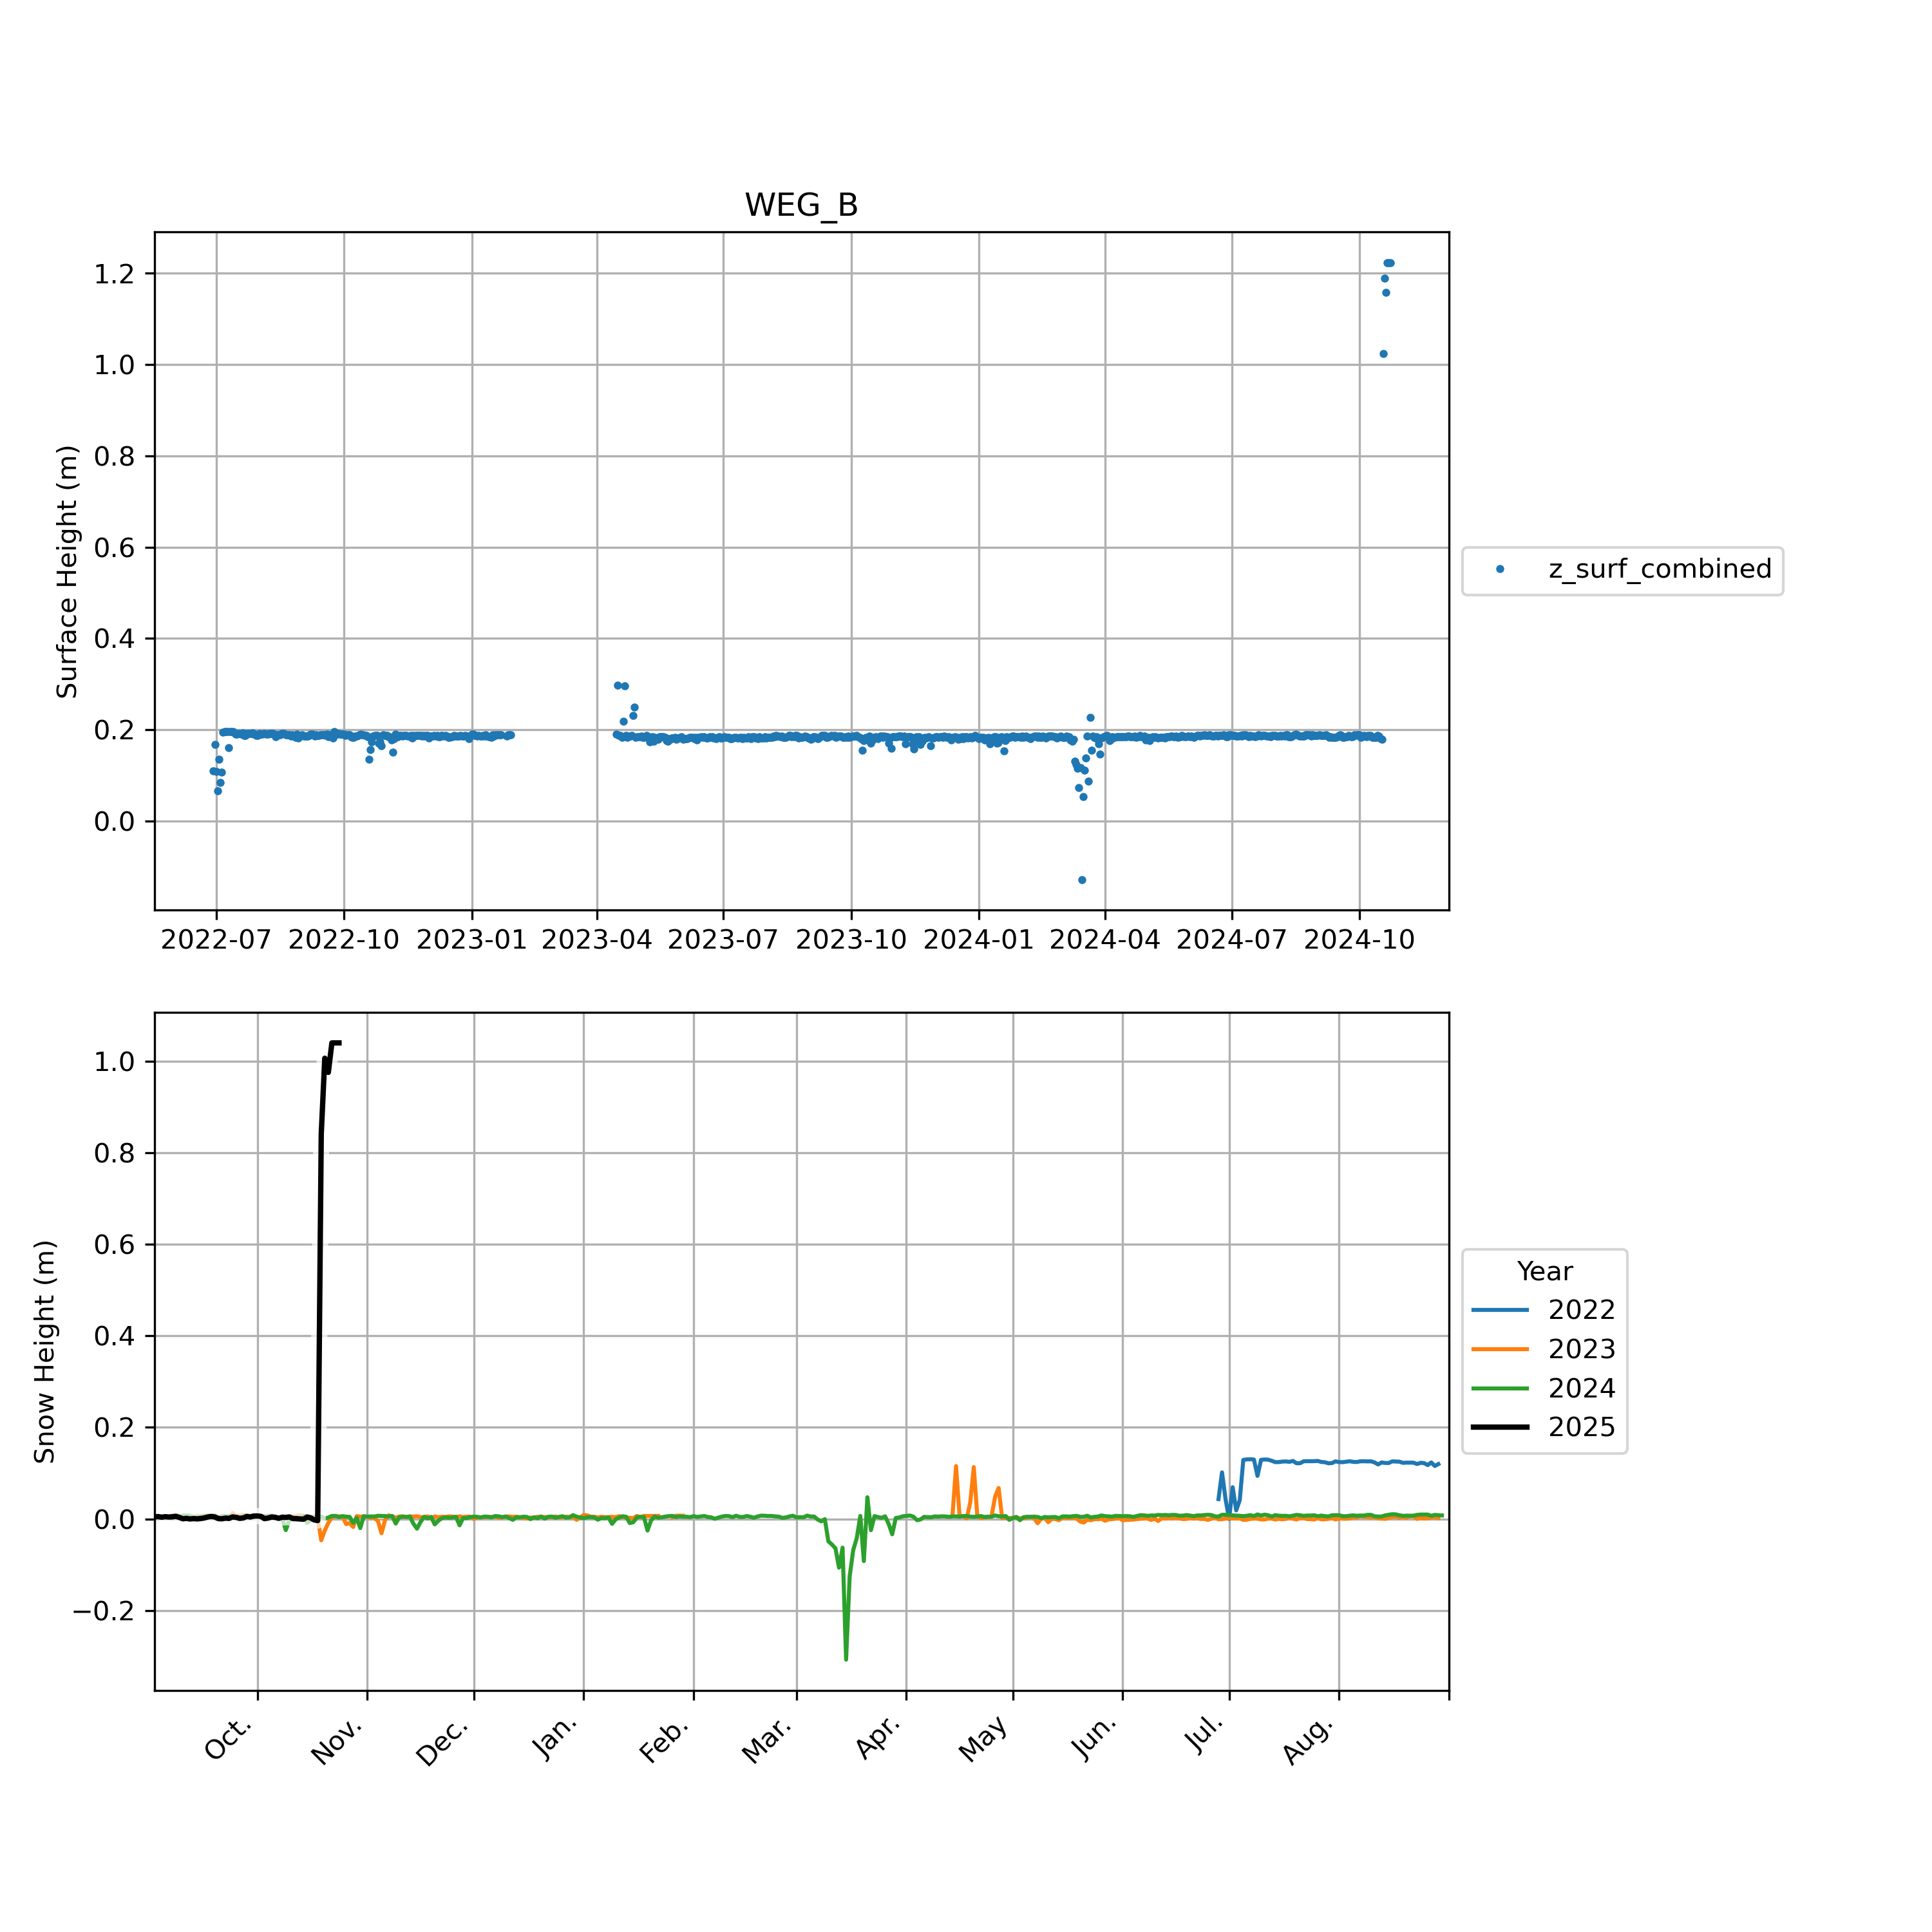 WEG_B
Surface Height (m)
1.2
1.0
0.8
0.6
0.4
0.2
0.0
z_surf_combined
2022-07 2022-10 2023-01 2023-04 2023-07 2023-10 2024-01 2024-04 2024-07 2024-10
Snow Height (m)
1.0
0.8
0.6
0.4
0.2
0.0
−0.2
Year
2022
2023
2024
2025
Oct. Nov. Dec. Jan. Feb. Mar. Apr. May Jun. Jul. Aug.